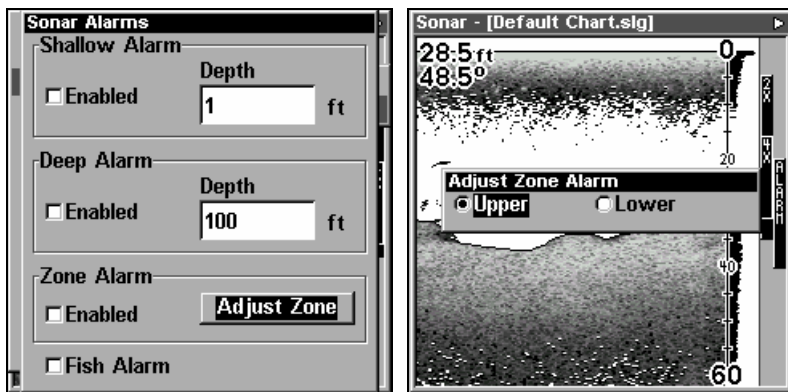 Sonar Alarms
Shallow Alarm
Depth
Enabled
1
ft
Deep Alarm
Depth
Enabled
100
ft
Zone Alarm
Enabled
Adjust Zone
Fish Alarm
Sonar - [Default Chart.slg]
28.5 ft
48.5º
0
2X
20
4X
ALARM
Adjust Zone Alarm
Upper
Lower
40
60